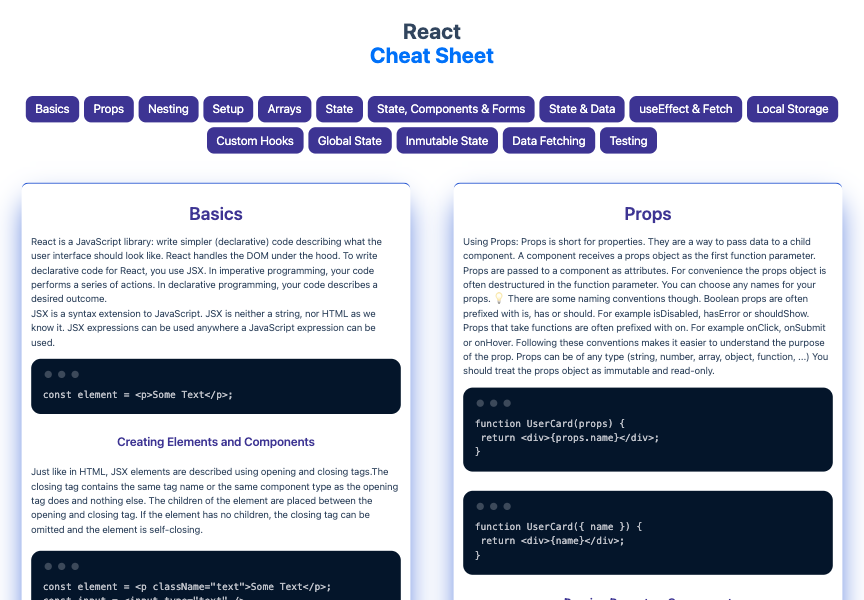 React
Cheat Sheet
Basics Props Nesting Setup Arrays State State, Components & Forms State & Data useEffect & Fetch Local Storage
Custom Hooks Global State Inmutable State Data Fetching Testing
Basics
React is a JavaScript library: write simpler (declarative) code describing what the
user interface should look like. React handles the DOM under the hood. To write
declarative code for React, you use JSX. In imperative programming, your code
performs a series of actions. In declarative programming, your code describes a
desired outcome.
JSX is a syntax extension to JavaScript. JSX is neither a string, nor HTML as we
know it. JSX expressions can be used anywhere a JavaScript expression can be
used.
const element = <p>Some Text</p>;
Creating Elements and Components
Just like in HTML, JSX elements are described using opening and closing tags.The
closing tag contains the same tag name or the same component type as the opening
tag does and nothing else. The children of the element are placed between the
opening and closing tag. If the element has no children, the closing tag can be
omitted and the element is self-closing.
const element = <p className="text">Some Text</p>;
Props
Using Props: Props is short for properties. They are a way to pass data to a child
component. A component receives a props object as the first function parameter.
Props are passed to a component as attributes. For convenience the props object is
often destructured in the function parameter. You can choose any names for your
props. 💡 There are some naming conventions though. Boolean props are often
prefixed with is, has or should. For example isDisabled, hasError or shouldShow.
Props that take functions are often prefixed with on. For example onClick, onSubmit
or onHover. Following these conventions makes it easier to understand the purpose
of the prop. Props can be of any type (string, number, array, object, function, ...) You
should treat the props object as immutable and read-only.
function UserCard(props) {
return <div>{props.name}</div>;
}
function UserCard({ name }) {
return <div>{name}</div>;
}